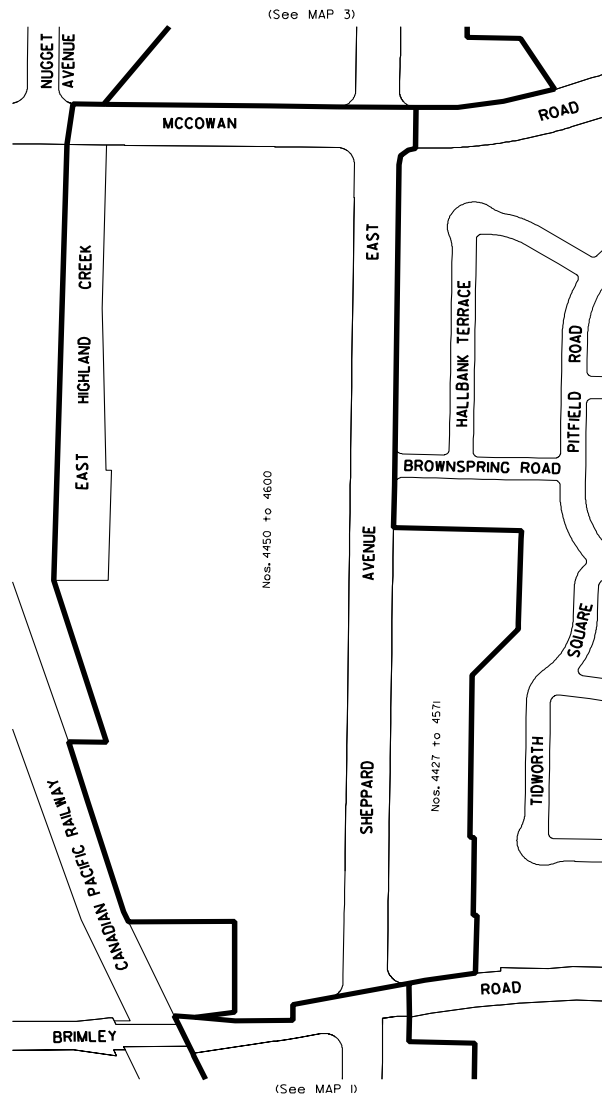 (See MAP 3)
NUGGET
AVENUE
MCCOWAN
ROAD
EAST
HIGHLAND
CREEK
EAST
HALLBANK TERRACE
PITFIELD
ROAD
BROWNSPRING ROAD
Nos. 4450 to 4600
AVENUE
SQUARE
Nos. 4427 to 4571
TIDWORTH
SHEPPARD
CANADIAN PACIFIC RAILWAY
ROAD
BRIMLEY
(See MAP 1)